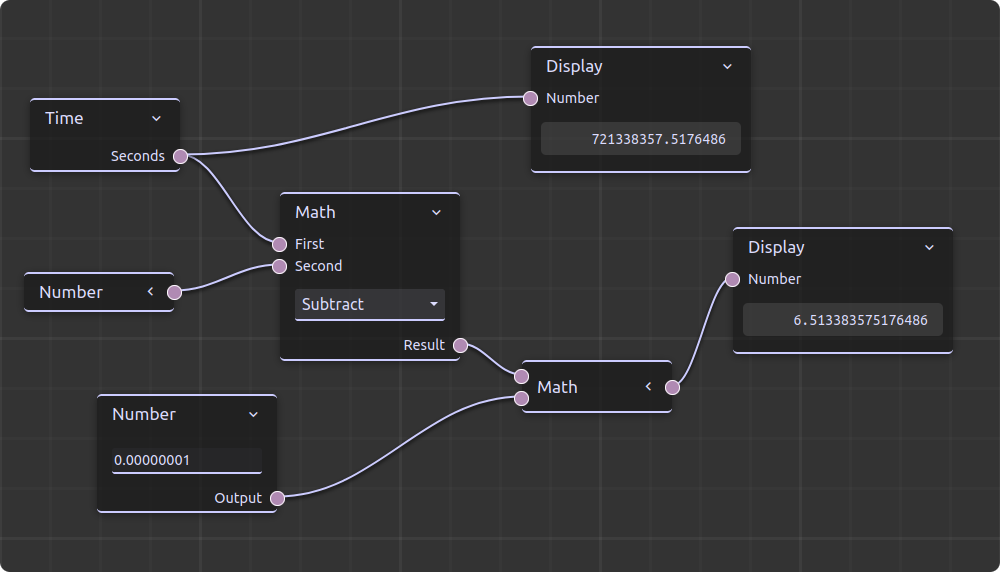 Time
Seconds
Display
Number
721338357.5176486
Math
First
Second
Subtract
Result
Number
Number
0.00000001
Output
Math
Display
Number
6.513383575176486